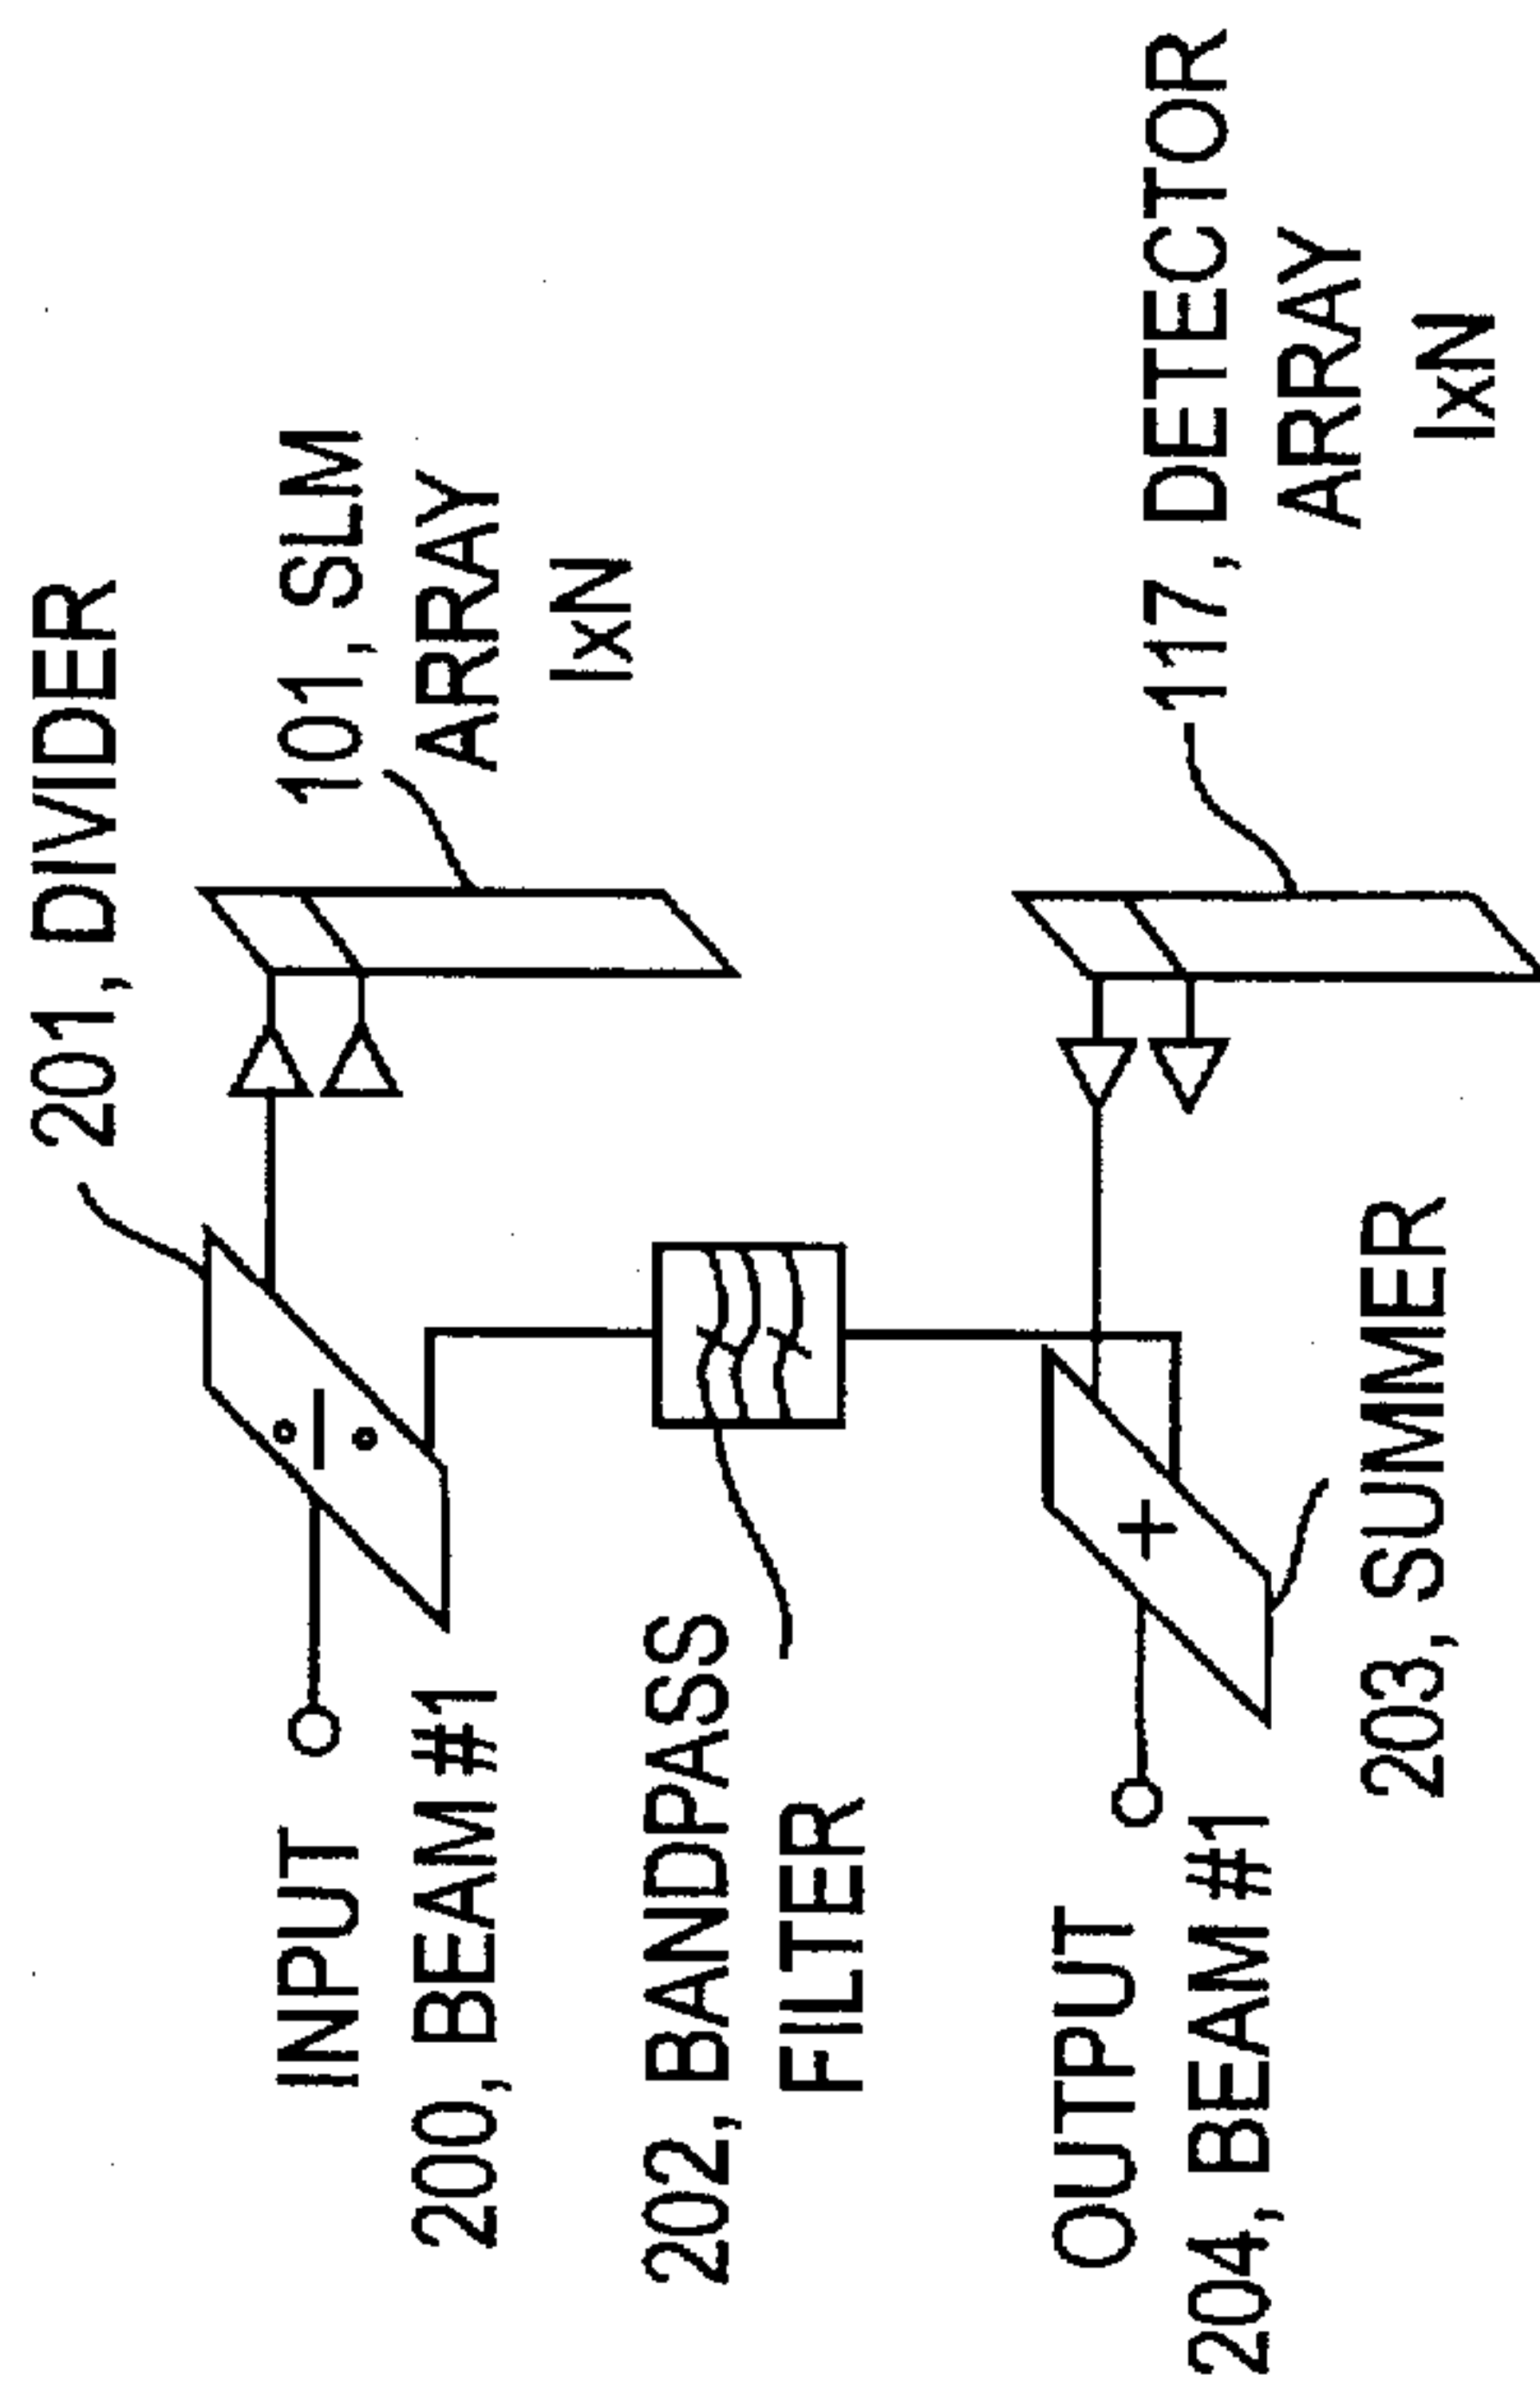 201, DIVIDER
INPUT
200, BEAM #1
101, SLM
ARRAY
IxN
÷
202, BANDPASS
FILTER
OUTPUT
204, BEAM #1
+
203, SUMMER
117, DETECTOR
ARRAY
IxN